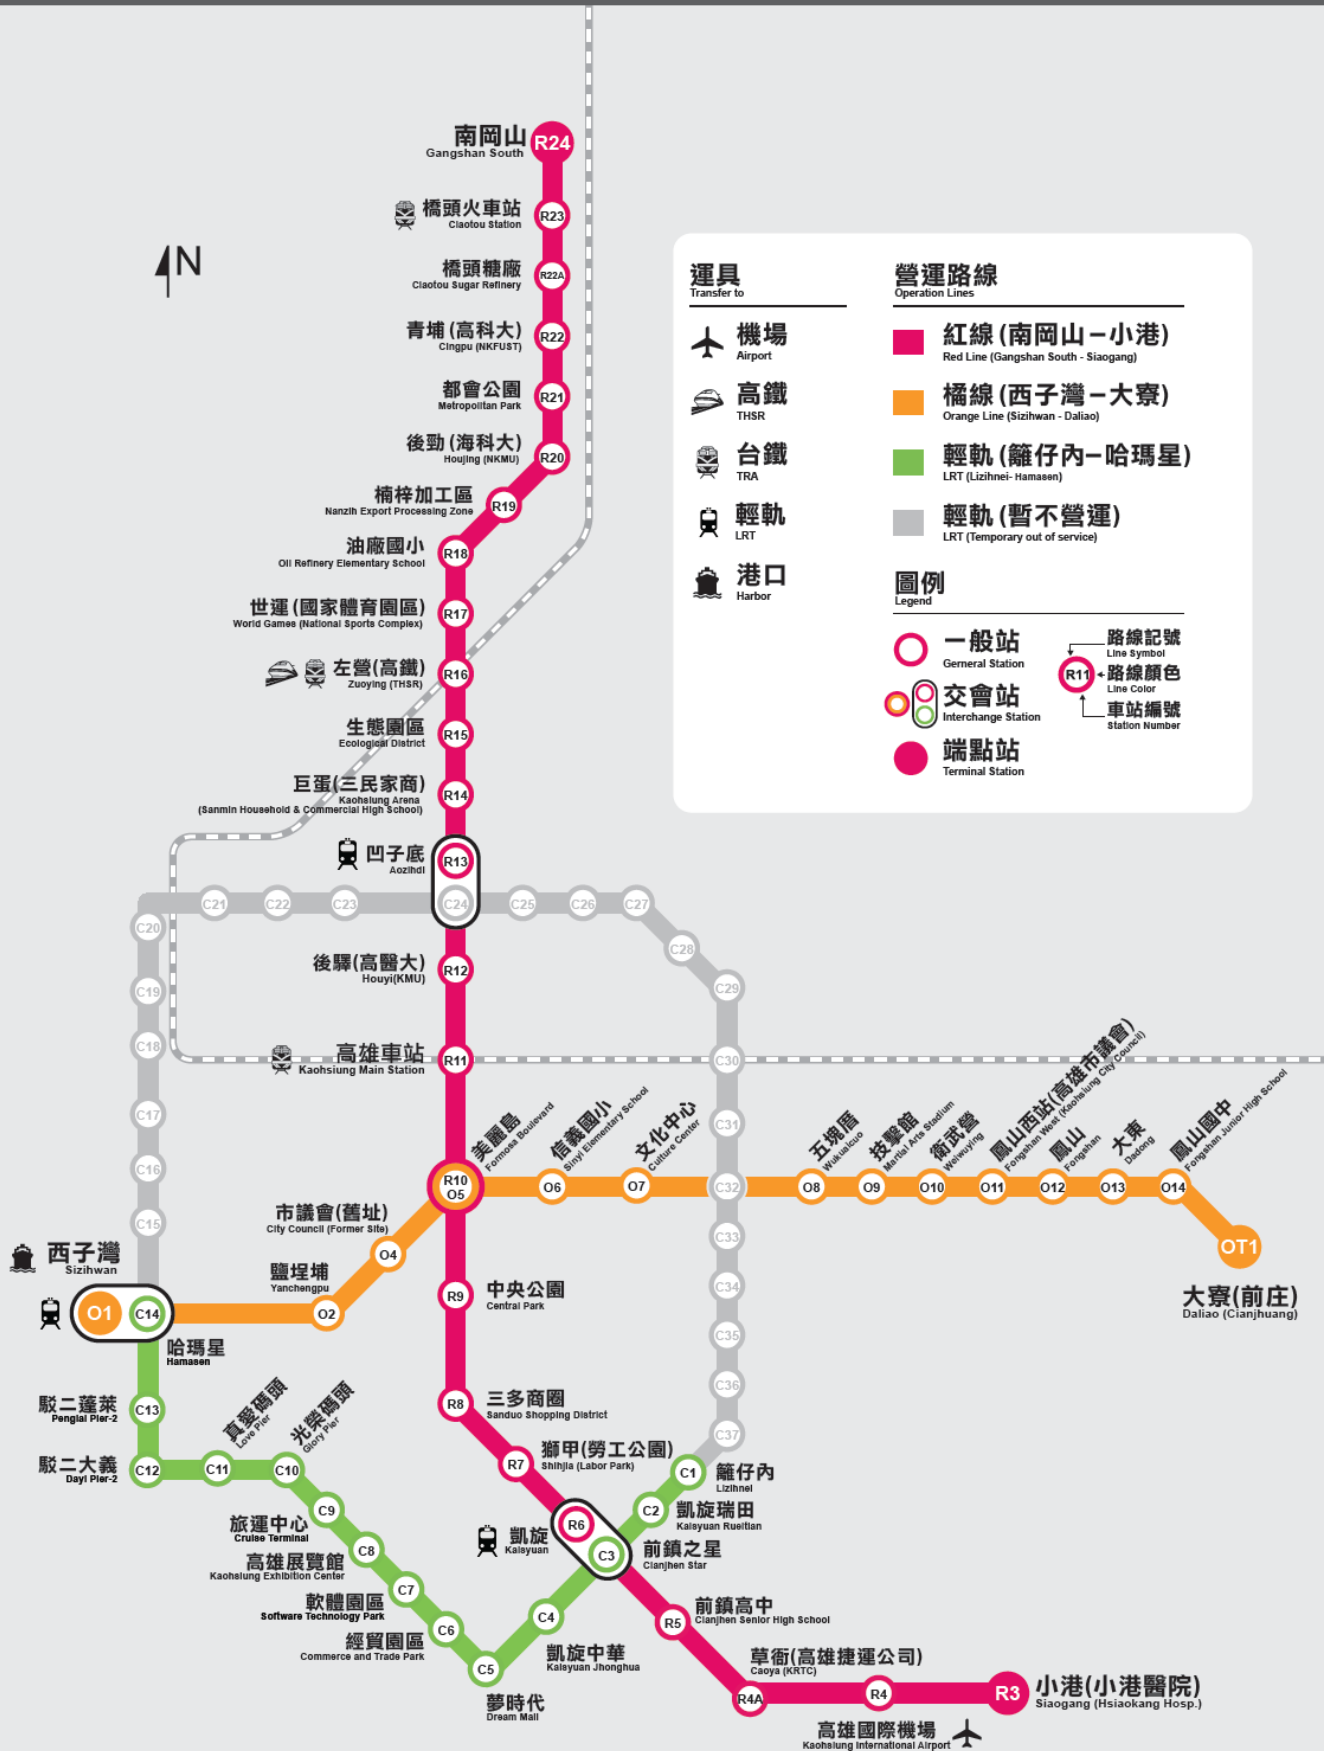 南岡山
Gangshan South
R24
橋頭火車站
Ciaotou Station
R23
N
橋頭糖廠
Ciaotou Sugar Refinery
R22A
青埔(高科大)
Cingpu (NKFUST)
R22
都會公園
Metropolitan Park
R21
後勁(海科大)
Houjing (NKMU)
R20
楠梓加工區
Nanzih Export Processing Zone
R19
油廠國小
Oil Refinery Elementary School
R18
世運(國家體育園區)
World Games (National Sports Complex)
R17
左營(高鐵)
Zuoying (THSR)
R16
生態園區
Ecological District
R15
巨蛋(三民家商)
Kaohsiung Arena
(Sanmin Household & Commercial High School)
R14
凹子底
Aozihdi
R13
運具
Transfer to
機場
Airport
高鐵
THSR
台鐵
TRA
輕軌
LRT
港口
Harbor
營運路線
Operation Lines
紅線(南岡山－小港)
Red Line (Gangshan South - Siaogang)
橘線(西子灣－大寮)
Orange Line (Sizihwan - Daliao)
輕軌(籬仔內－哈瑪星)
LRT (Lizihnei- Hamasen)
輕軌(暫不營運)
LRT (Temporary out of service)
圖例
Legend
一般站
Gerneral Station
交會站
Interchange Station
端點站
Terminal Station
R11
路線記號
Line Symbol
路線顏色
Line Color
車站編號
Station Number
C21
C22
C23
C24
C25
C26
C27
C20
C28
C19
C29
C18
C30
C17
C31
C16
C32
C15
C33
C34
C35
C36
C37
後驛(高醫大)
Houyi(KMU)
R12
高雄車站
Kaohsiung Main Station
R11
美麗島
Formosa Boulevard
R10
O5
信義國小
Sinyi Elementary School
O6
文化中心
Culture Center
O7
五塊厝
Wukuaicuo
O8
技擊館
Martial Arts Stadium
O9
衛武營
Weiwuying
O10
鳳山西站(高雄市議會)
Fongshan West (Kaohsiung City Council)
O11
鳳山
Fongshan
O12
大東
Dadong
O13
鳳山國中
Fongshan Junior High School
O14
OT1
大寮(前庄)
Daliao (Cianjhuang)
市議會(舊址)
City Council (Former Site)
O4
鹽埕埔
Yanchengpu
O2
西子灣
Sizihwan
O1
C14
哈瑪星
Hamasen
駁二蓬萊
Penglai Pier-2
C13
駁二大義
Dayi Pier-2
C12
真愛碼頭
Love Pier
C11
光榮碼頭
Glory Pier
C10
旅運中心
Cruise Terminal
C9
高雄展覽館
Kaohsiung Exhibition Center
C8
軟體園區
Software Technology Park
C7
經貿園區
Commerce and Trade Park
C6
C5
夢時代
Dream Mall
C4
凱旋中華
Kaisyuan Jhonghua
R9
中央公園
Central Park
R8
三多商圈
Sanduo Shopping District
R7
獅甲(勞工公園)
Shihjia (Labor Park)
凱旋
Kaisyuan
R6
C3
前鎮之星
Cianjhen Star
C2
凱旋瑞田
Kaisyuan Rueitian
C1
籬仔內
Lizihnei
R5
前鎮高中
Cianjhen Senior High School
草衙(高雄捷運公司)
Caoya (KRTC)
R4A
R4
高雄國際機場
Kaohsiung International Airport
R3
小港(小港醫院)
Siaogang (Hsiaokang Hosp.)